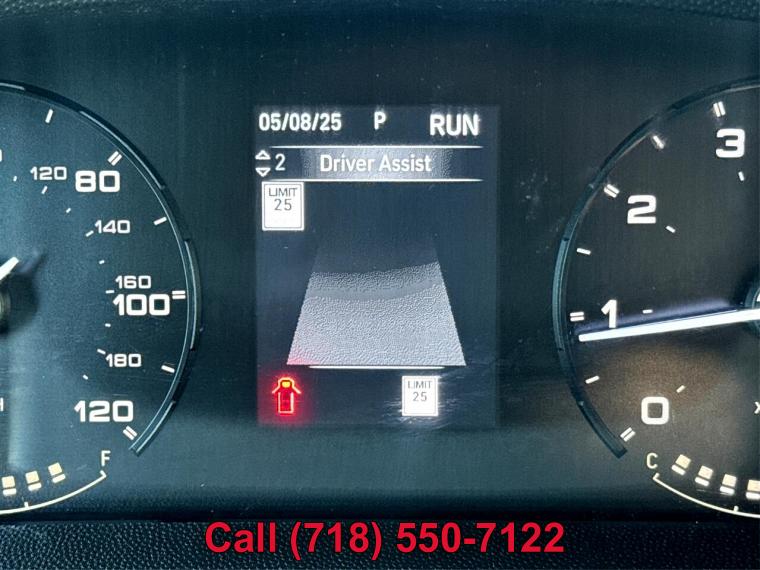 05/08/25 P RUN
2 Driver Assist
LIMIT
25
LIMIT
25
120
80
140
160
100
180
120
F
3
2
1
0
C
Call (718) 550-7122